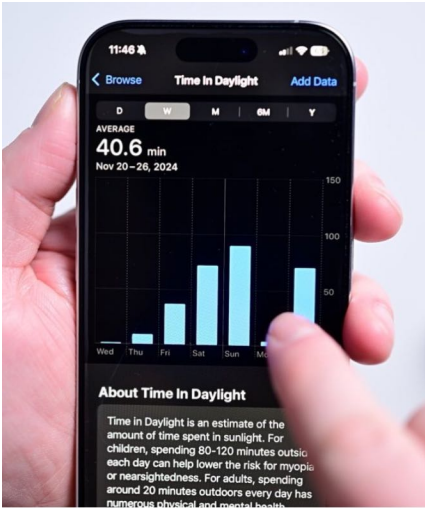 11:46
Browse
Time In Daylight
Add Data
D W M 6M Y
AVERAGE
40.6 min
Nov 20–26, 2024
150
100
50
Wed Thu Fri Sat Sun
About Time In Daylight
Time in Daylight is an estimate of the
amount of time spent in sunlight. For
children, spending 80-120 minutes
each day can help lower the risk for
or nearsightedness. For adults, spending
around 20 minutes outdoors every day has
numerous physical and mental health